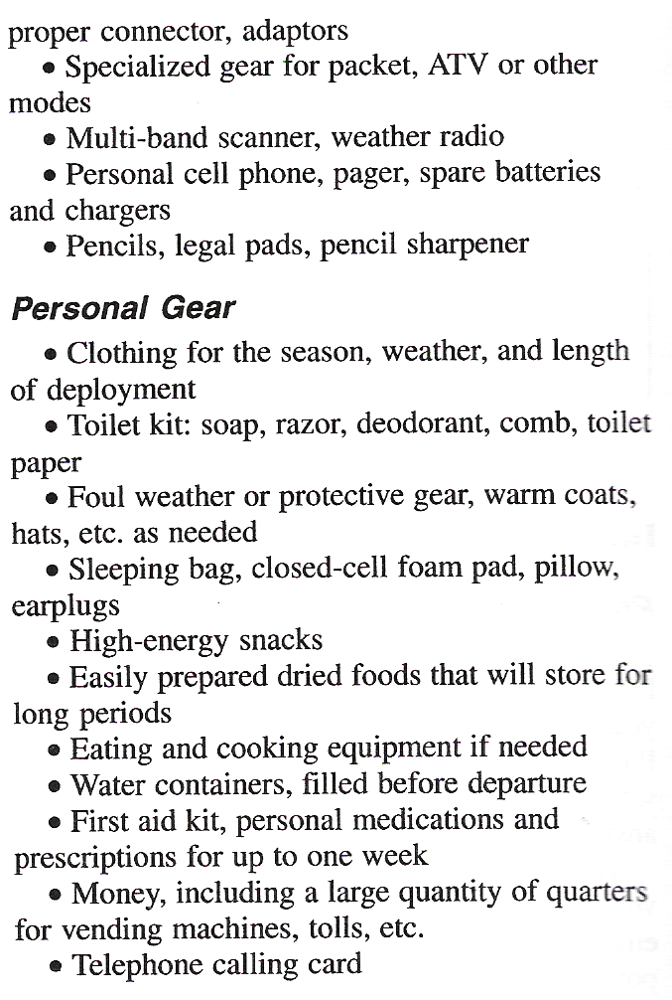 proper connector, adaptors
• Specialized gear for packet, ATV or other
modes
• Multi-band scanner, weather radio
• Personal cell phone, pager, spare batteries
and chargers
• Pencils, legal pads, pencil sharpener
Personal Gear
• Clothing for the season, weather, and length
of deployment
• Toilet kit: soap, razor, deodorant, comb, toilet
paper
• Foul weather or protective gear, warm coats,
hats, etc. as needed
• Sleeping bag, closed-cell foam pad, pillow,
earplugs
• High-energy snacks
• Easily prepared dried foods that will store for
long periods
• Eating and cooking equipment if needed
• Water containers, filled before departure
• First aid kit, personal medications and
prescriptions for up to one week
• Money, including a large quantity of quarters
for vending machines, tolls, etc.
• Telephone calling card